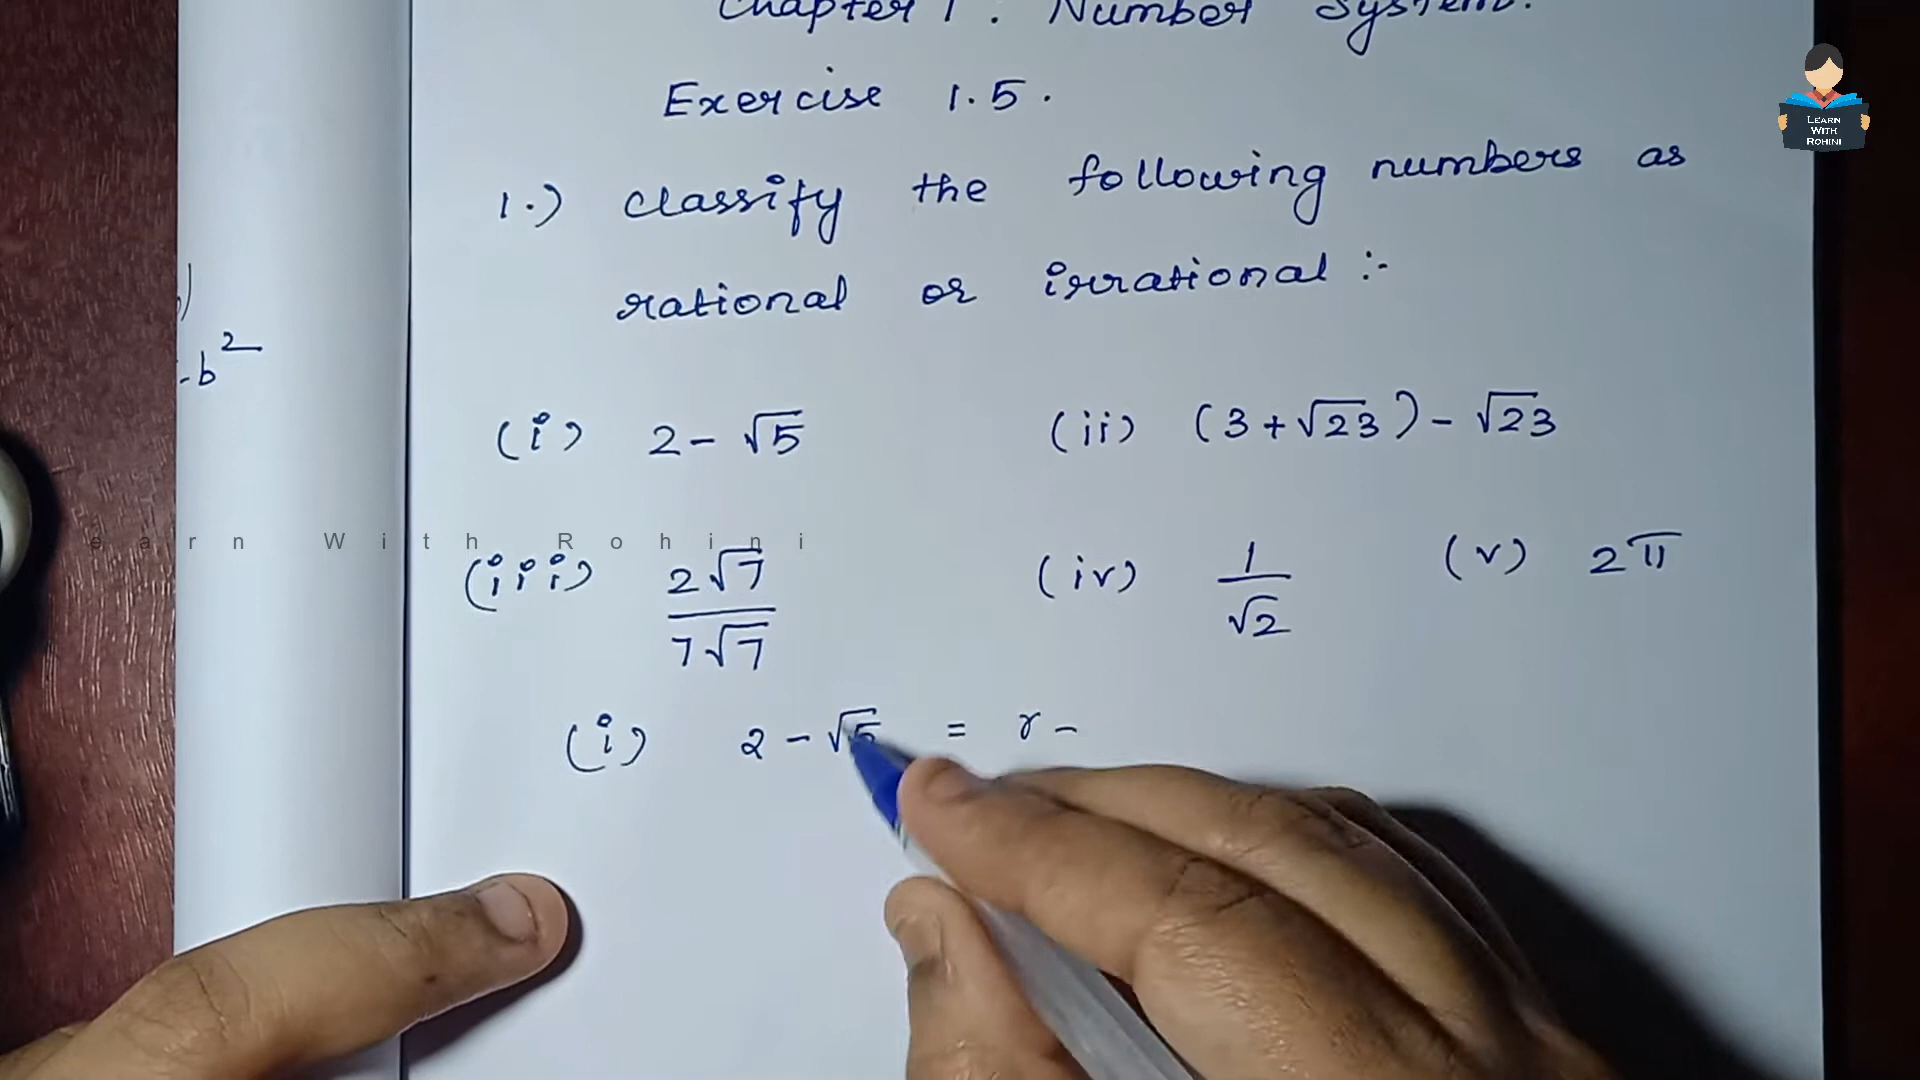 Chapter 1 : Number System.
Exercise 1.5.
1.) classify the following numbers as
rational or irrational :-
(i) 2 - √5 (ii) (3 + √23) - √23
(iii) 2√7 / 7√7 (iv) 1 / √2 (v) 2π
(i) 2 - √5 = r -
-b²
earn With Rohini
LEARN
WITH
ROHINI